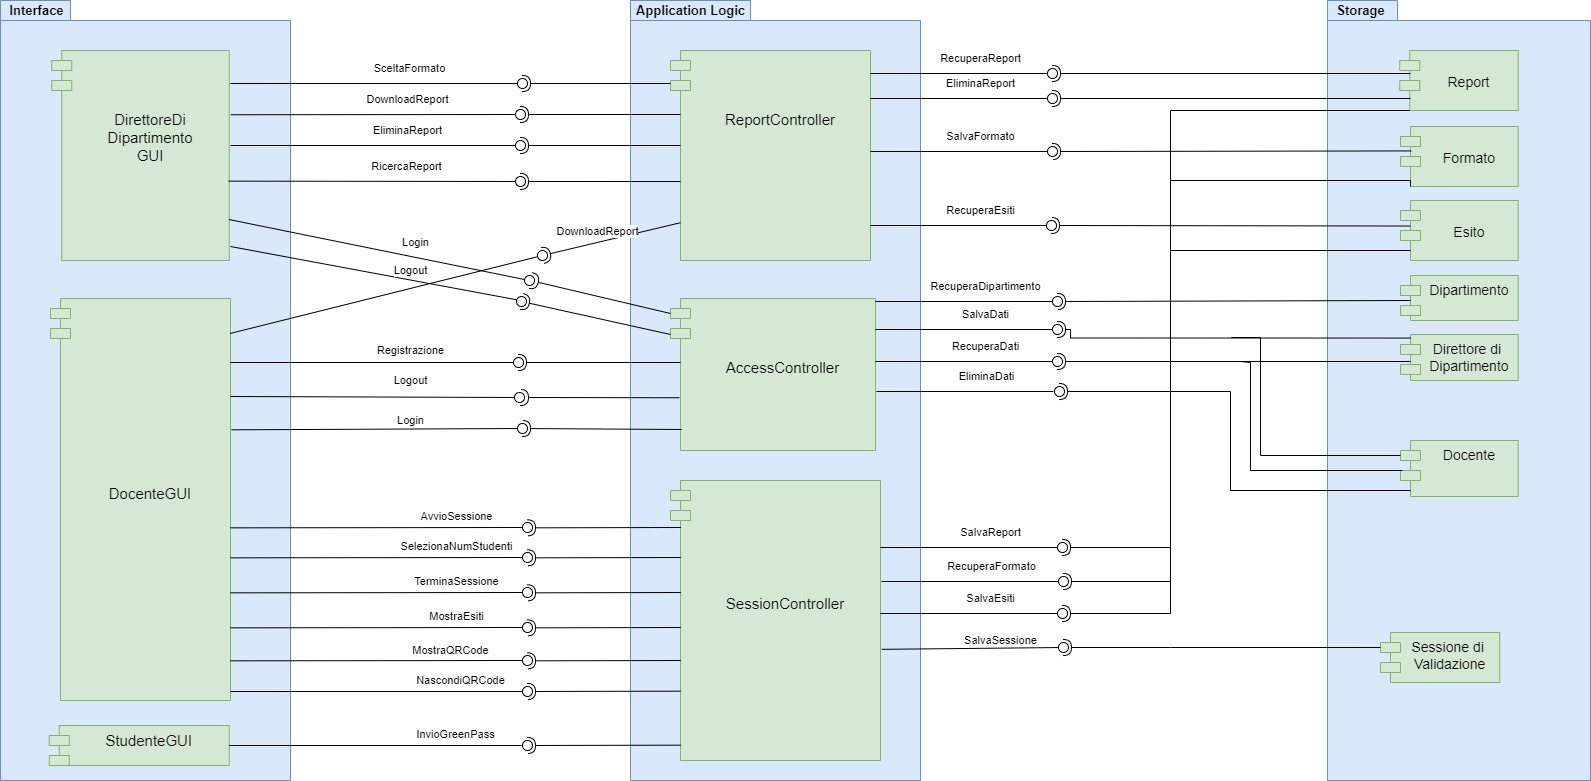 Interface
Application Logic
Storage
DirettoreDi
Dipartimento
GUI
SceltaFormato
DownloadReport
EliminaReport
RicercaReport
Login
Logout
DownloadReport
ReportController
RecuperaReport
EliminaReport
SalvaFormato
RecuperaEsiti
Report
Formato
Esito
DocenteGUI
Registrazione
Logout
Login
AccessController
RecuperaDipartimento
SalvaDati
RecuperaDati
EliminaDati
Dipartimento
Direttore di
Dipartimento
Docente
AvvioSessione
SelezionaNumStudenti
TerminaSessione
MostraEsiti
MostraQRCode
NascondiQRCode
SessionController
SalvaReport
RecuperaFormato
SalvaEsiti
SalvaSessione
Sessione di
Validazione
StudenteGUI
InvioGreenPass